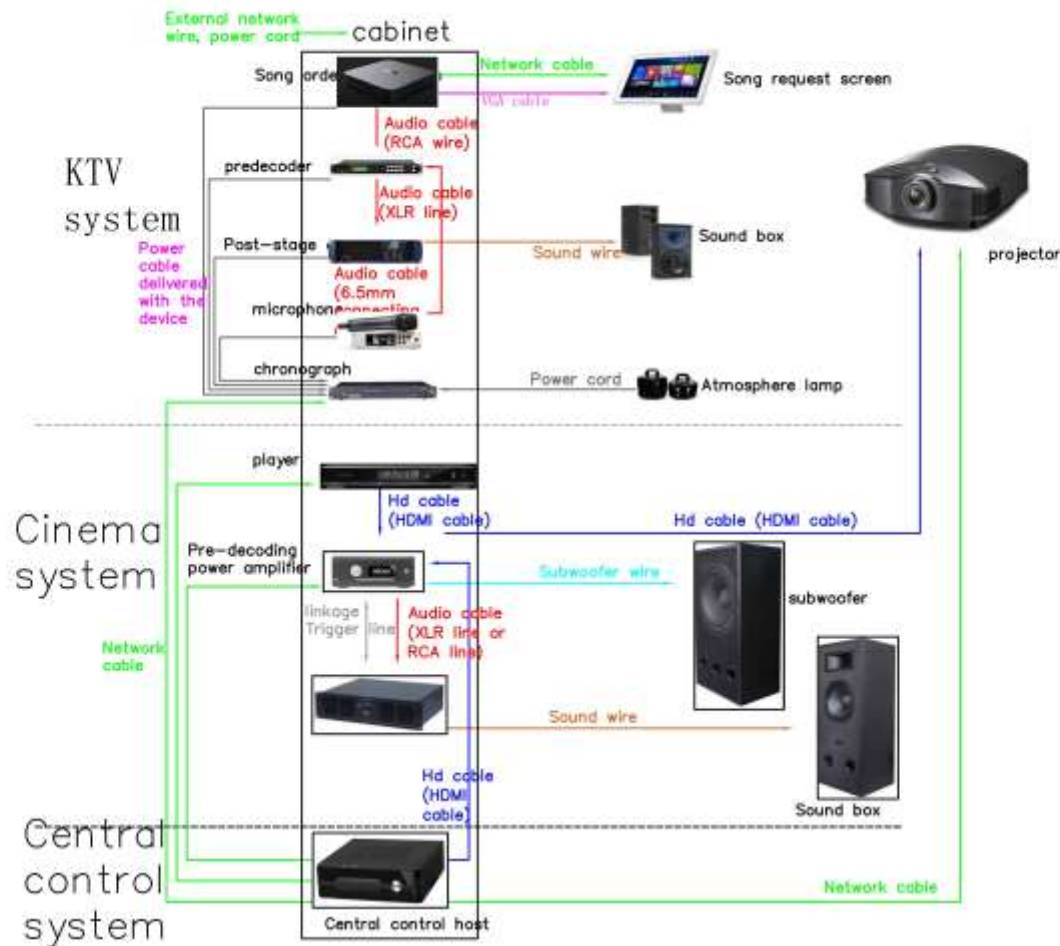 External network
wire, power cord
cabinet
Song orde
Network cable
VGA cable
Song request screen
Audio cable
(RCA wire)
KTV
system
predecoder
Audio cable
(XLR line)
Post-stage
Sound wire
Sound box
projector
Power
cable
delivered
with the
device
Audio cable
(6.5mm
connecting
microphone
chronograph
Power cord
Atmosphere lamp
player
Hd cable
(HDMI cable)
Hd cable (HDMI cable)
Cinema
system
Pre-decoding
power amplifier
Subwoofer wire
subwoofer
linkage
Trigger line
Audio cable
(XLR line or
RCA line)
Network
cable
Sound wire
Hd cable
(HDMI
cable)
Sound box
Central
control
system
Network cable
Central control host